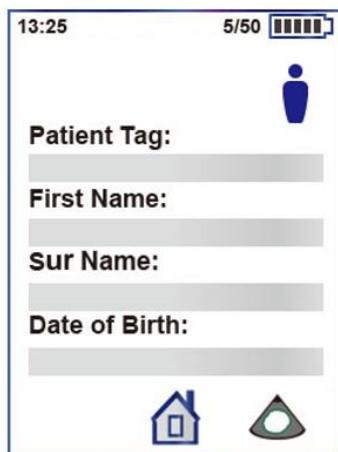 13:25 5/50
Patient Tag:
First Name:
Sur Name:
Date of Birth: